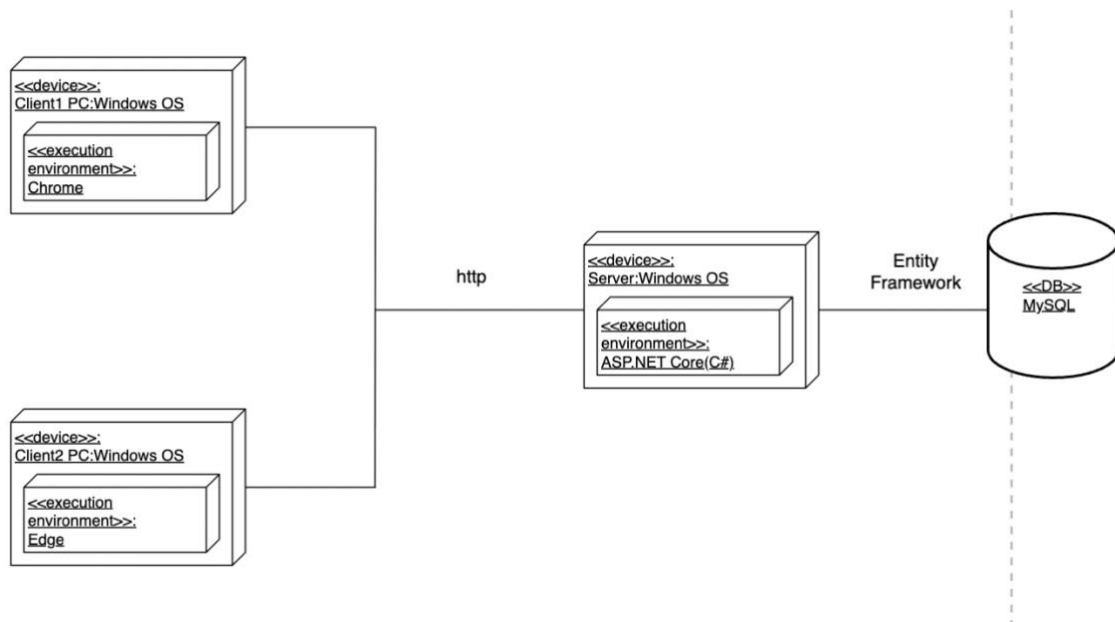 <<device>>:
Client1 PC:Windows OS
<<execution
environment>>:
Chrome
http
<<device>>:
Server:Windows OS
<<execution
environment>>:
ASP.NET Core(C#)
Entity
Framework
<<DB>>
MySQL
<<device>>:
Client2 PC:Windows OS
<<execution
environment>>:
Edge